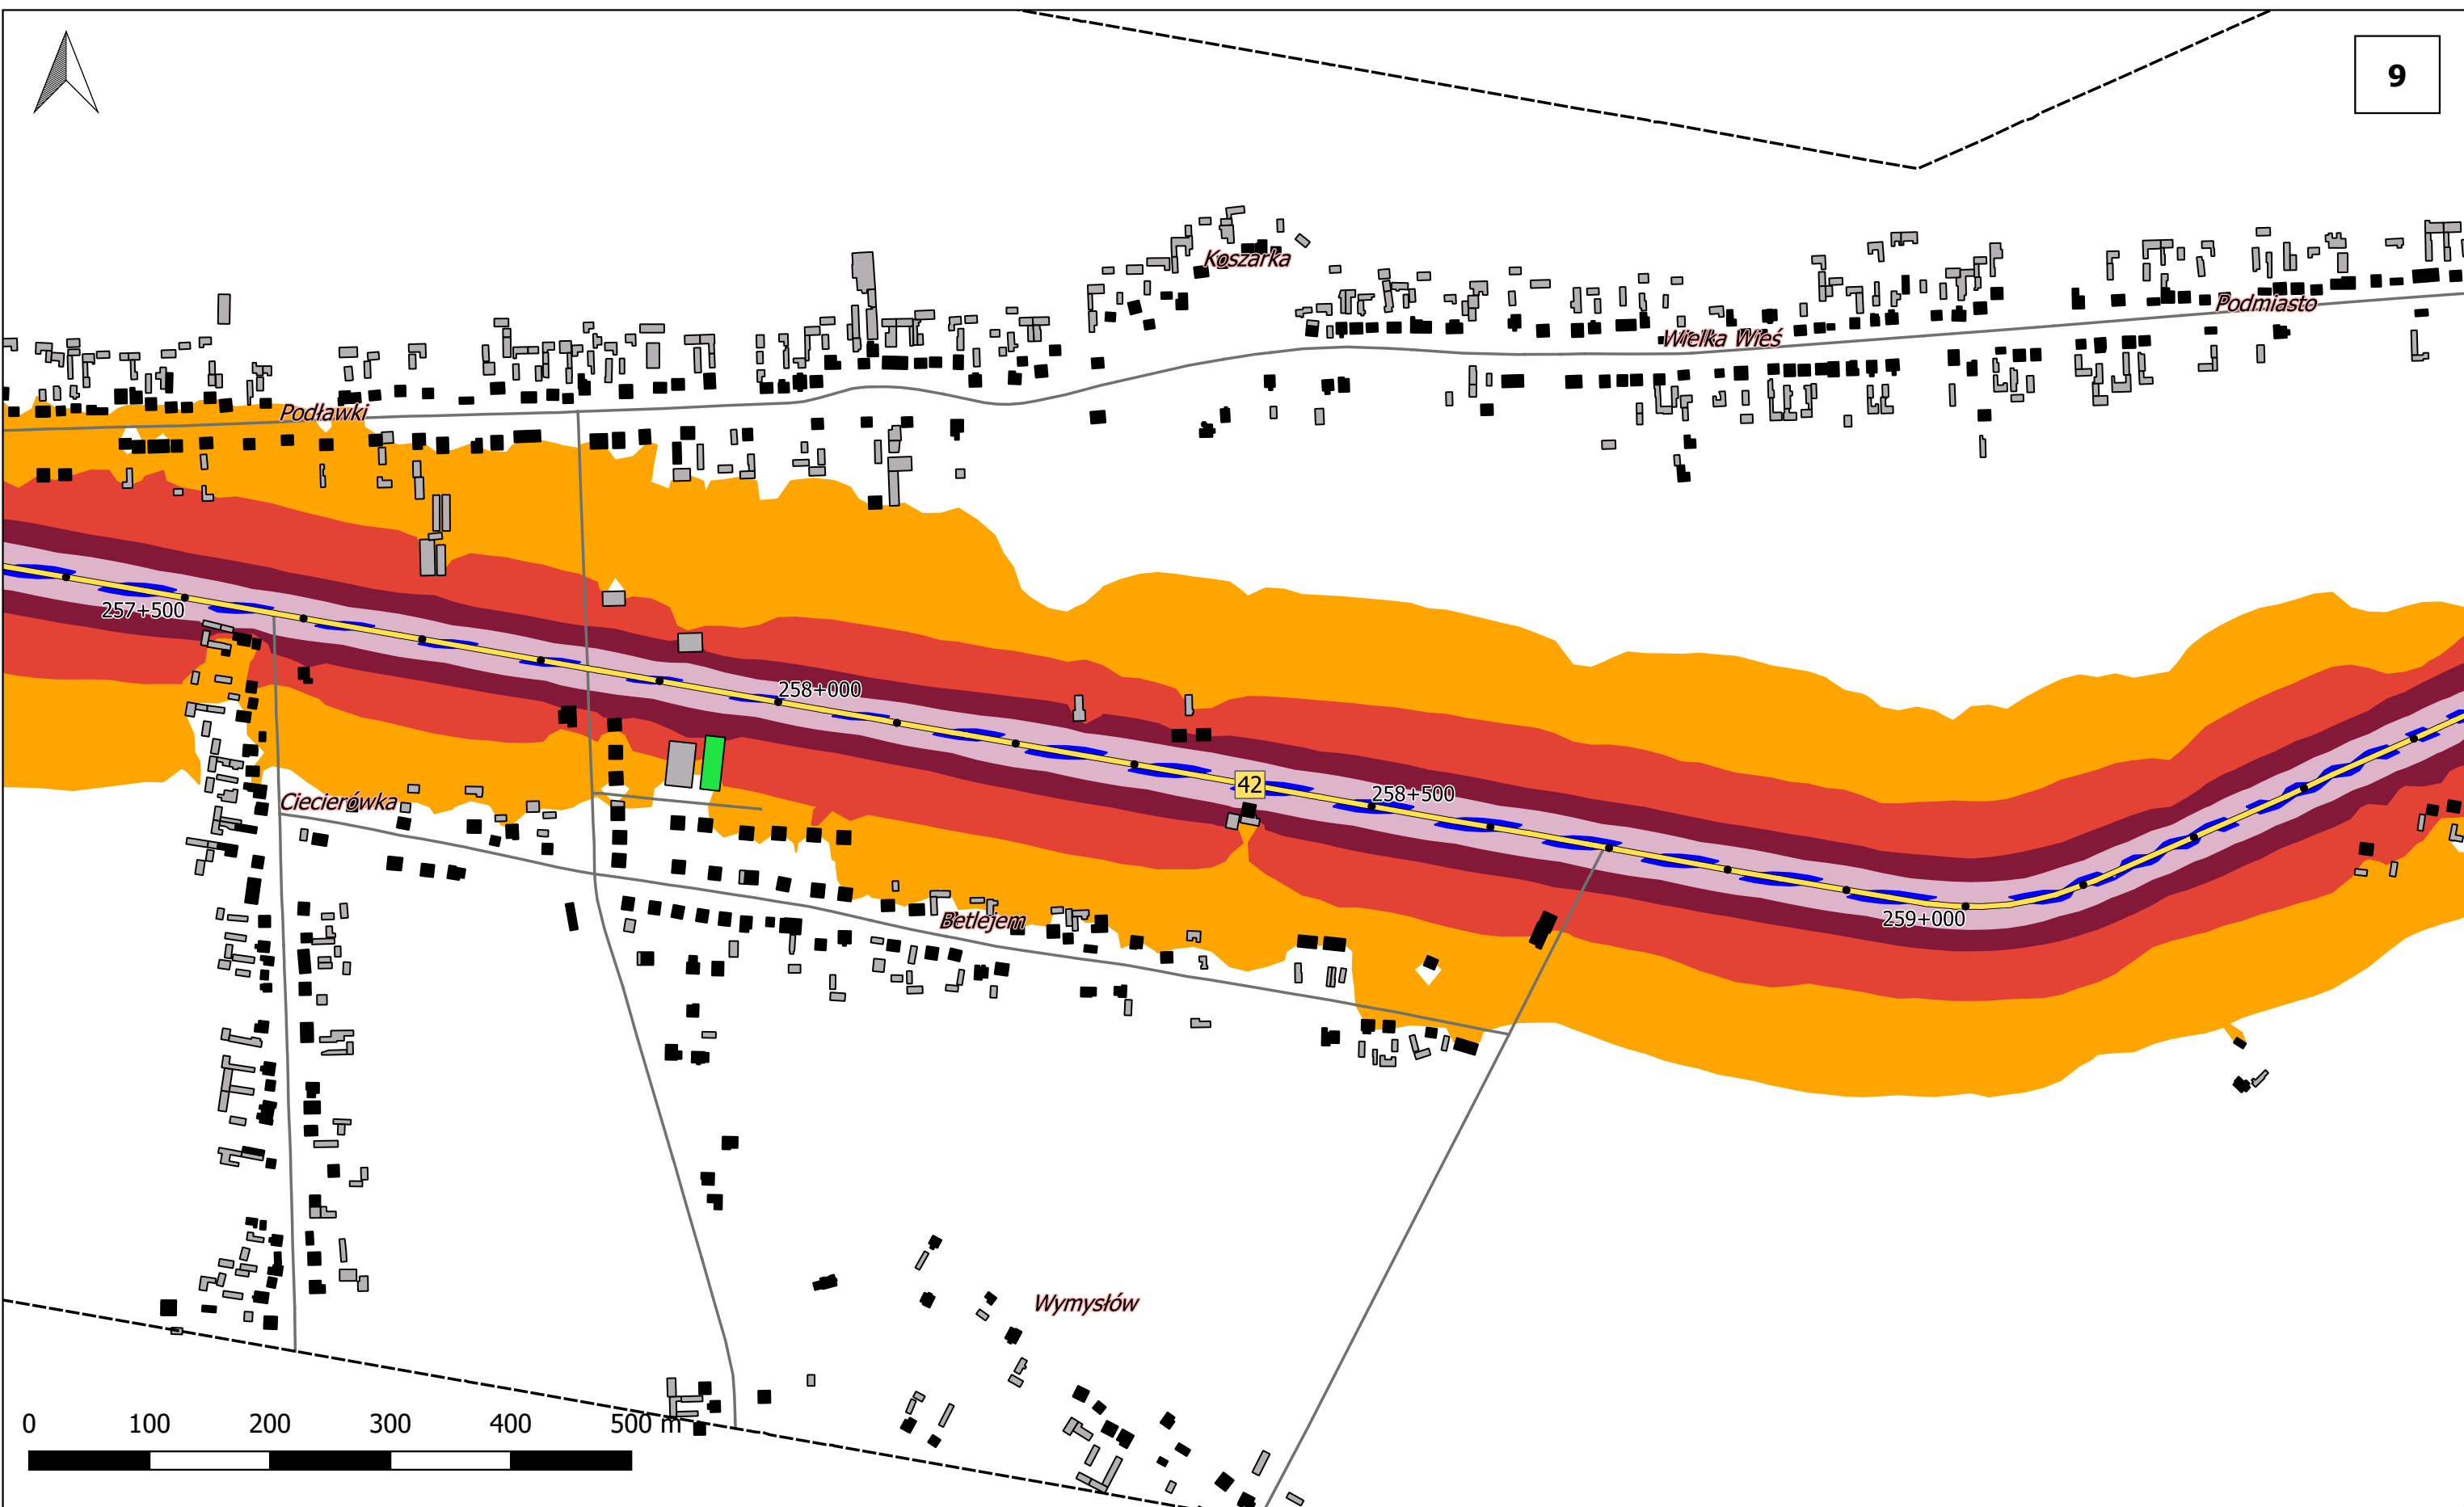 9
Koszarka
Podmiasto
Wielka Wieś
Podławki
257+500
258+000
42
258+500
Ciecierówka
259+000
Betlejem
Wymysłów
0 100 200 300 400 500 m